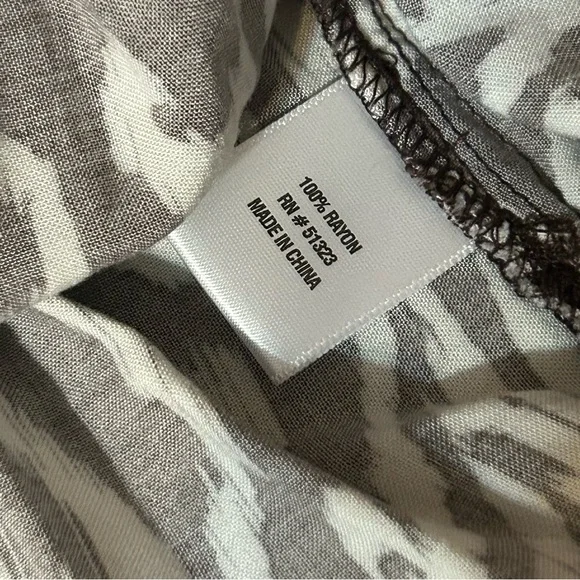 100% RAYON
RN # 51323
MADE IN CHINA